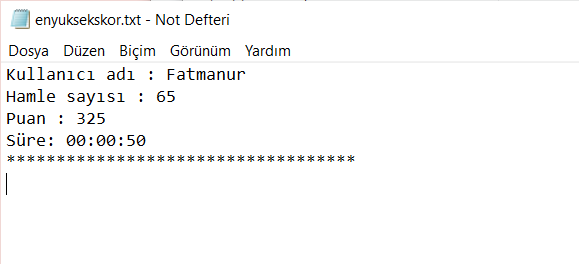 enyuksekskor.txt - Not Defteri
Dosya Düzen Biçim Görünüm Yardım
Kullanıcı adı : Fatmanur
Hamle sayısı : 65
Puan : 325
Süre: 00:00:50
***********************************